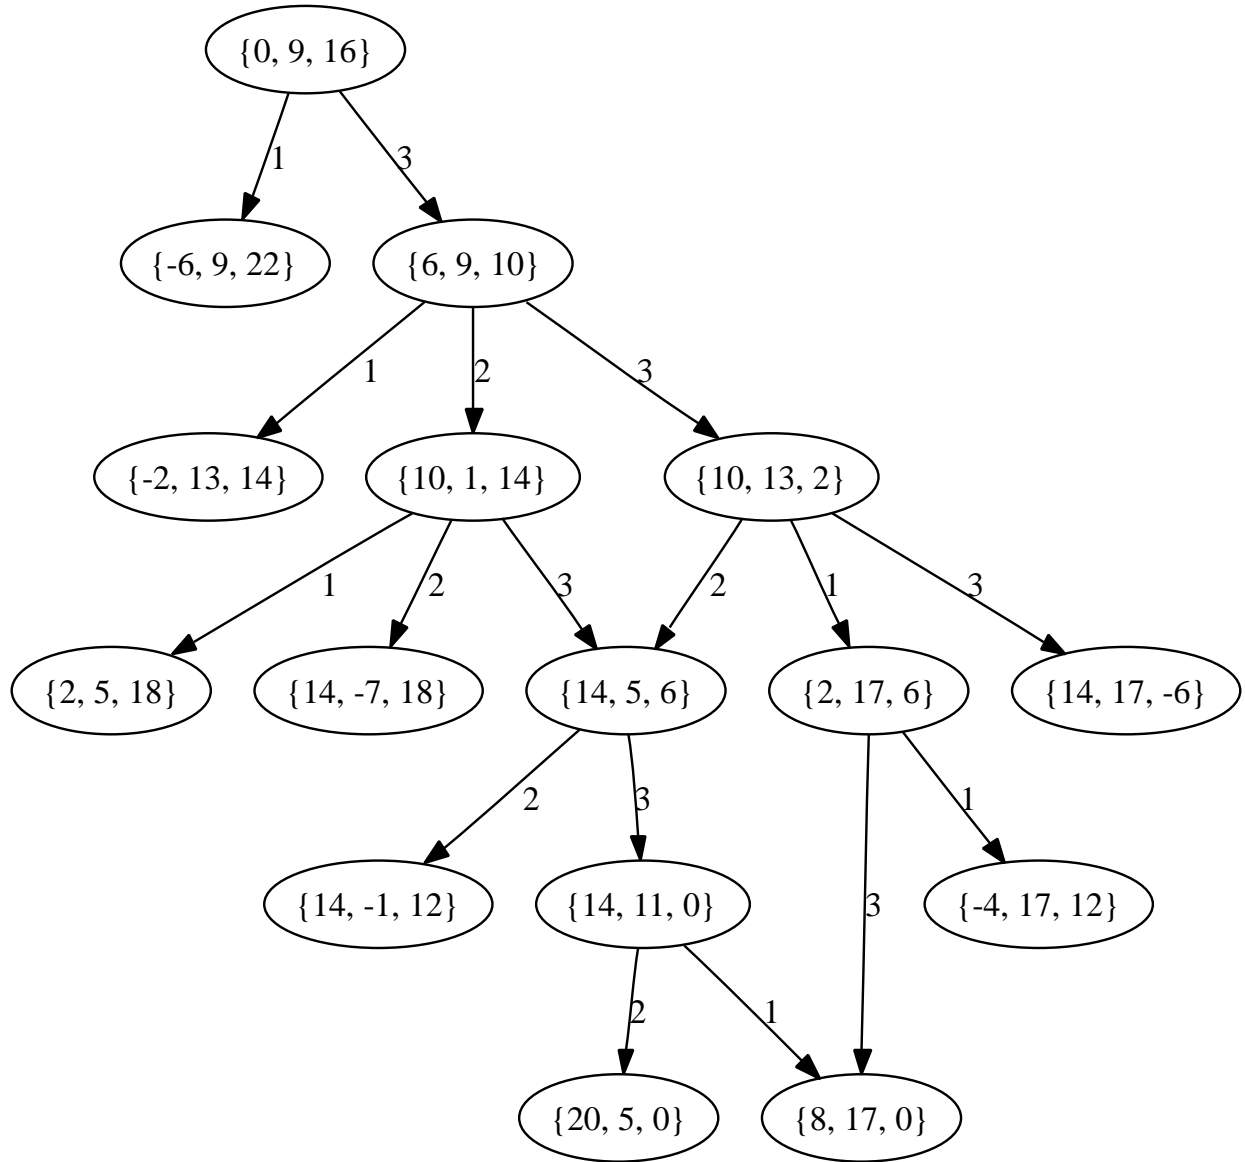 {0, 9, 16}
1
3
{-6, 9, 22}
{6, 9, 10}
1
2
3
{-2, 13, 14}
{10, 1, 14}
{10, 13, 2}
1
2
3
2
1
3
{2, 5, 18}
{14, -7, 18}
{14, 5, 6}
{2, 17, 6}
{14, 17, -6}
2
3
1
{14, -1, 12}
{14, 11, 0}
3
{-4, 17, 12}
2
1
{20, 5, 0}
{8, 17, 0}